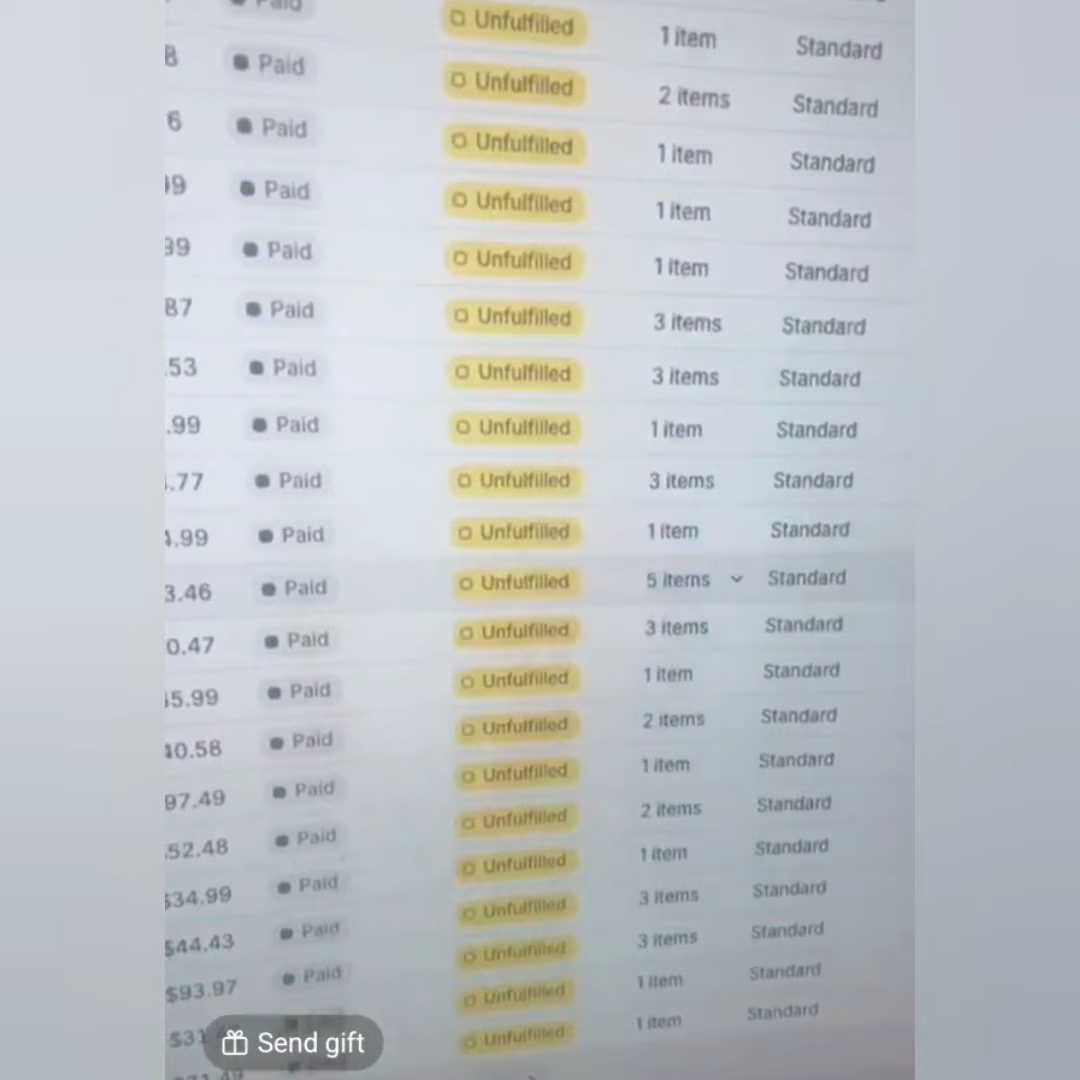 Paid Unfulfilled 1 item Standard
8 Paid Unfulfilled 2 items Standard
6 Paid Unfulfilled 1 item Standard
9 Paid Unfulfilled 1 item Standard
99 Paid Unfulfilled 1 item Standard
87 Paid Unfulfilled 3 items Standard
.53 Paid Unfulfilled 3 items Standard
.99 Paid Unfulfilled 1 item Standard
.77 Paid Unfulfilled 3 items Standard
4.99 Paid Unfulfilled 1 item Standard
3.46 Paid Unfulfilled 5 items Standard
0.47 Paid Unfulfilled 3 items Standard
5.99 Paid Unfulfilled 1 item Standard
40.58 Paid Unfulfilled 2 items Standard
97.49 Paid Unfulfilled 1 item Standard
52.48 Paid Unfulfilled 2 items Standard
$34.99 Paid Unfulfilled 1 item Standard
$44.43 Paid Unfulfilled 3 items Standard
$93.97 Paid Unfulfilled 3 items Standard
$31 Unfulfilled 1 item Standard
Unfulfilled 1 item Standard
Send gift